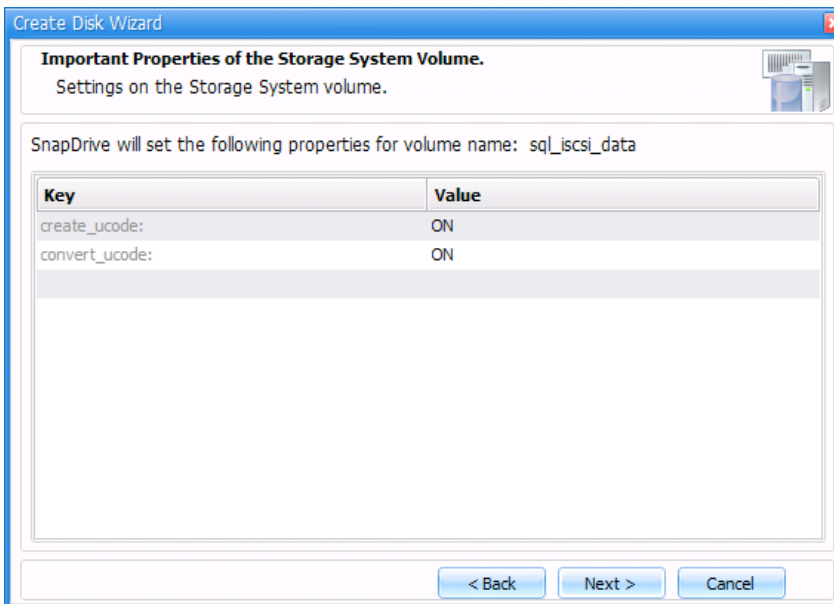 Create Disk Wizard
Important Properties of the Storage System Volume.
Settings on the Storage System volume.
SnapDrive will set the following properties for volume name: sql_iscsi_data
Key Value
create_ucode: ON
convert_ucode: ON
< Back Next > Cancel